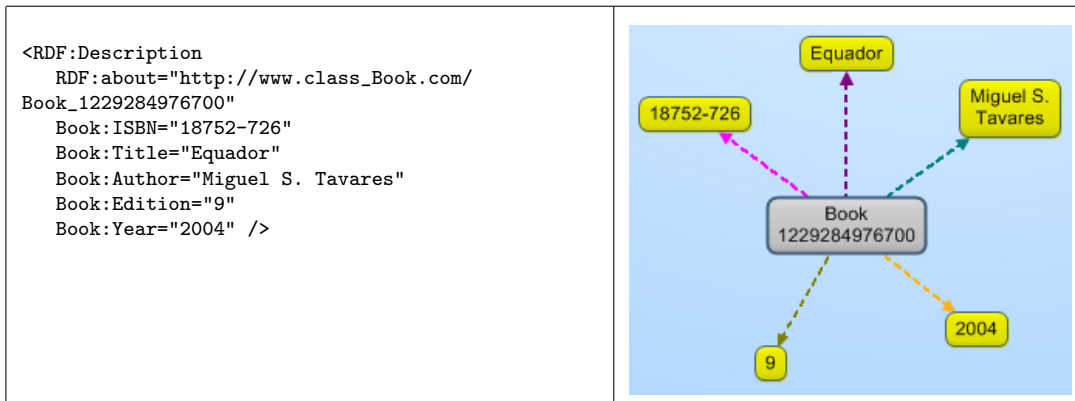 <RDF:Description
RDF:about="http://www.class_Book.com/
Book_1229284976700"
Book:ISBN="18752-726"
Book:Title="Equador"
Book:Author="Miguel S. Tavares"
Book:Edition="9"
Book:Year="2004" />
Equador
18752-726
Miguel S.
Tavares
Book
1229284976700
2004
9